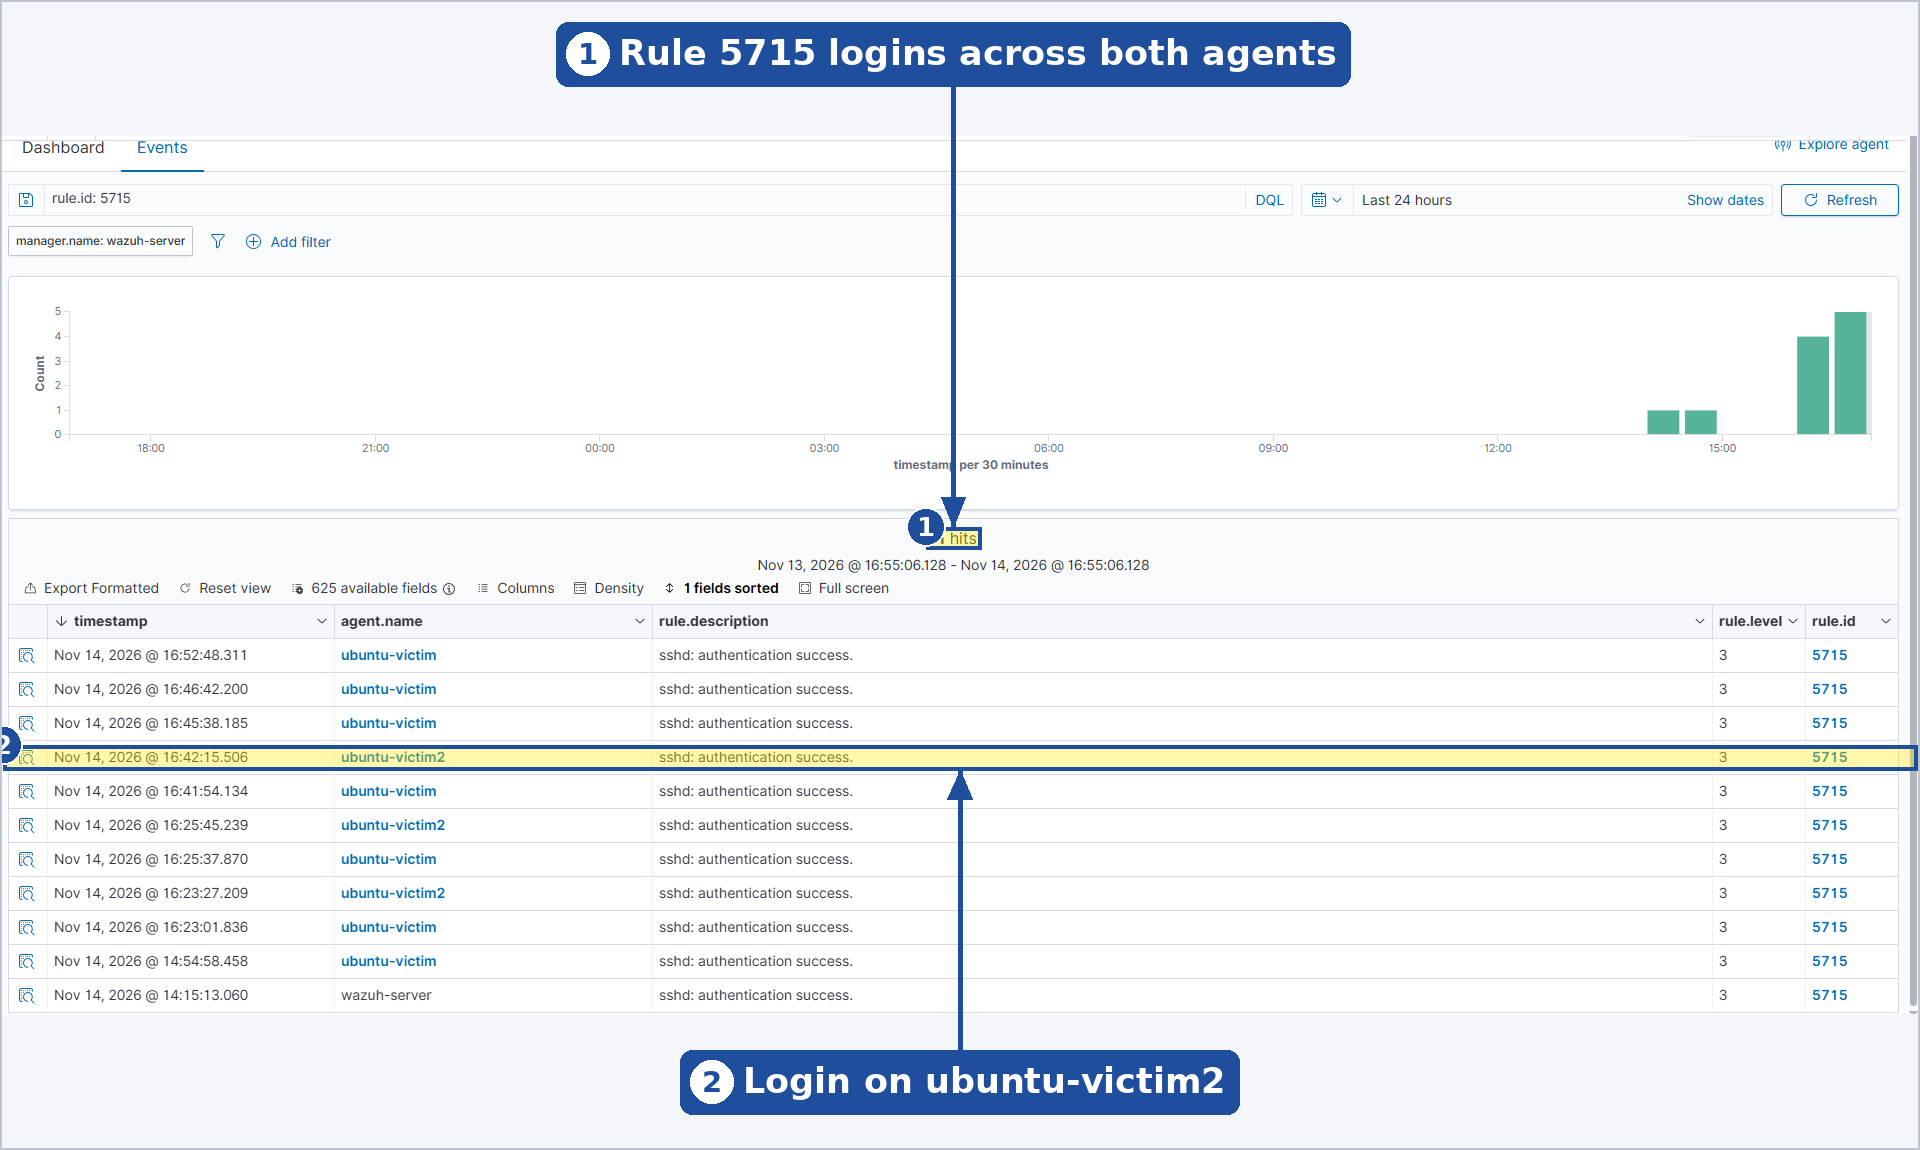 1 Rule 5715 logins across both agents
Dashboard Events Explore agent
rule.id: 5715 DQL Last 24 hours Show dates Refresh
manager.name: wazuh-server Add filter
5
4
3
2
1
0
Count
18:00 21:00 00:00 03:00 06:00 09:00 12:00 15:00
timestamp per 30 minutes
1
hits
Nov 13, 2026 @ 16:55:06.128 - Nov 14, 2026 @ 16:55:06.128
Export Formatted Reset view 625 available fields Columns Density 1 fields sorted Full screen
timestamp agent.name rule.description rule.level rule.id
Nov 14, 2026 @ 16:52:48.311 ubuntu-victim sshd: authentication success. 3 5715
Nov 14, 2026 @ 16:46:42.200 ubuntu-victim sshd: authentication success. 3 5715
Nov 14, 2026 @ 16:45:38.185 ubuntu-victim sshd: authentication success. 3 5715
2
Nov 14, 2026 @ 16:42:15.506 ubuntu-victim2 sshd: authentication success. 3 5715
Nov 14, 2026 @ 16:41:54.134 ubuntu-victim sshd: authentication success. 3 5715
Nov 14, 2026 @ 16:25:45.239 ubuntu-victim2 sshd: authentication success. 3 5715
Nov 14, 2026 @ 16:25:37.870 ubuntu-victim sshd: authentication success. 3 5715
Nov 14, 2026 @ 16:23:27.209 ubuntu-victim2 sshd: authentication success. 3 5715
Nov 14, 2026 @ 16:23:01.836 ubuntu-victim sshd: authentication success. 3 5715
Nov 14, 2026 @ 14:54:58.458 ubuntu-victim sshd: authentication success. 3 5715
Nov 14, 2026 @ 14:15:13.060 wazuh-server sshd: authentication success. 3 5715
2 Login on ubuntu-victim2